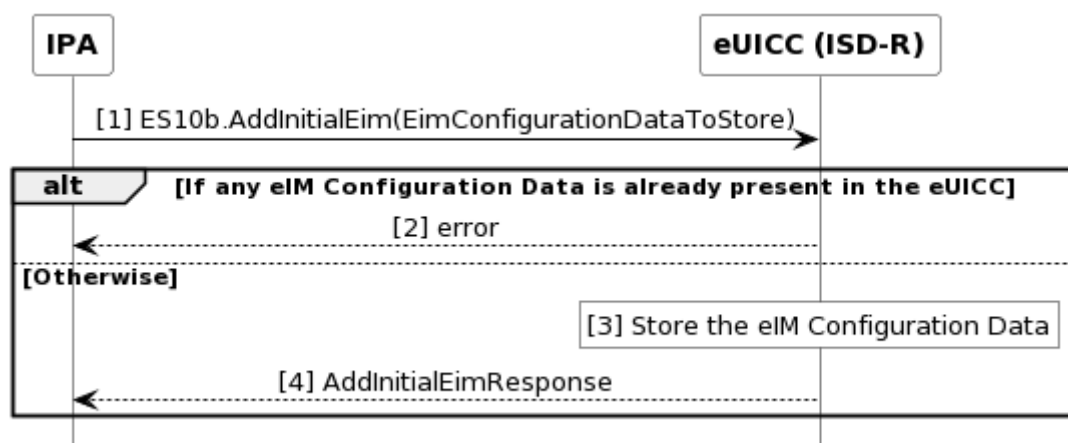 IPA
eUICC (ISD-R)
[1] ES10b.AddInitialEim(EimConfigurationDataToStore)
alt
[If any eIM Configuration Data is already present in the eUICC]
[2] error
[Otherwise]
[3] Store the eIM Configuration Data
[4] AddInitialEimResponse